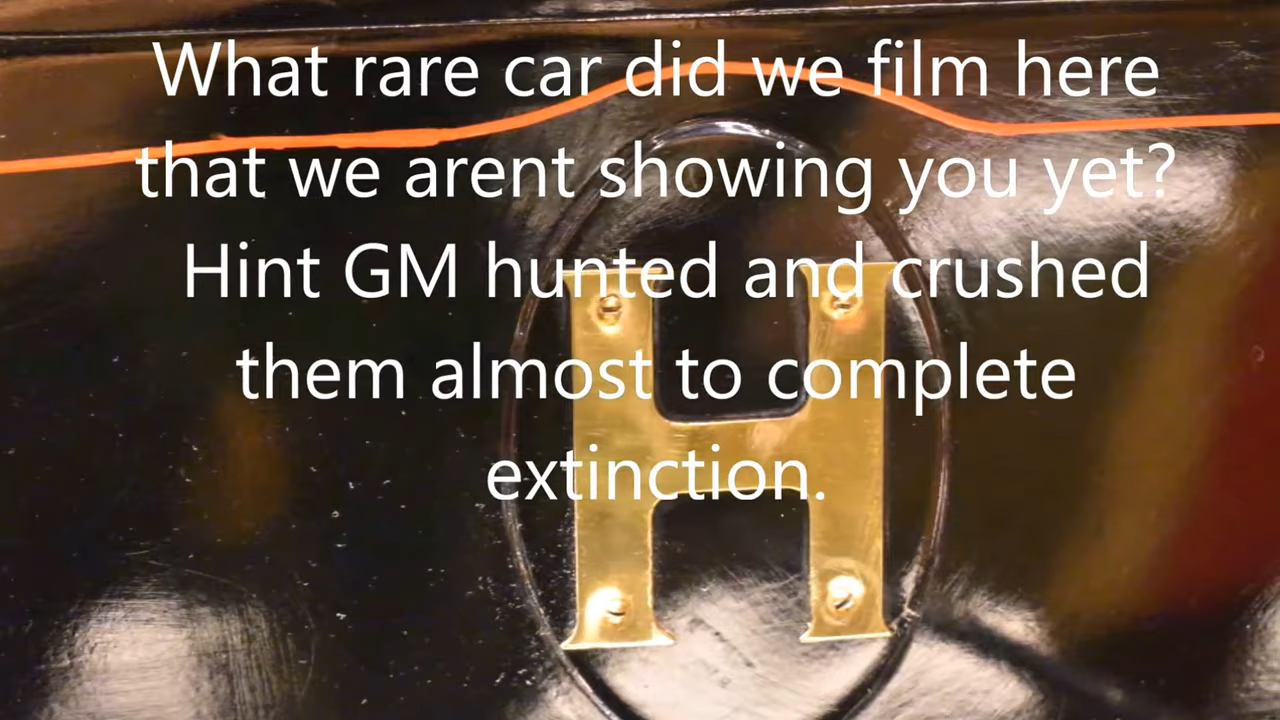 What rare car did we film here
that we arent showing you yet?
Hint GM hunted and crushed
them almost to complete
extinction.
H